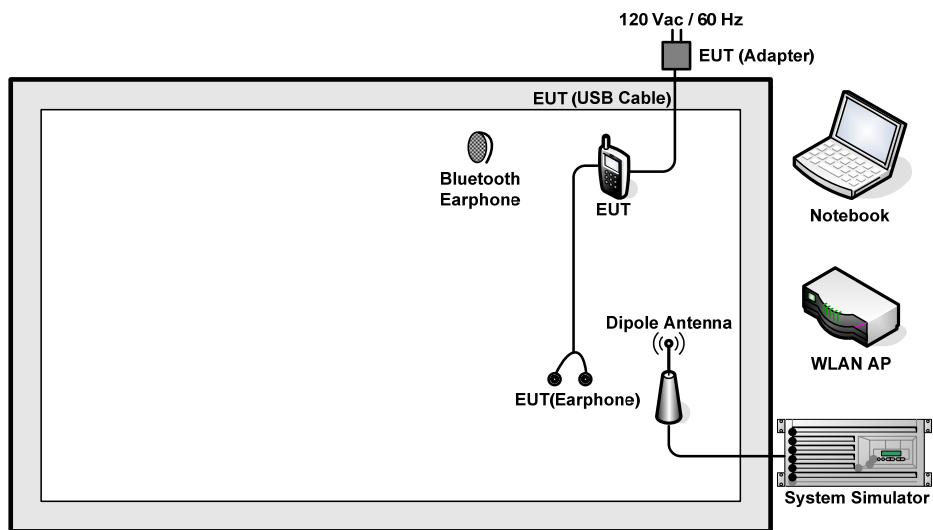 120 Vac / 60 Hz
EUT (Adapter)
EUT (USB Cable)
Bluetooth
Earphone
EUT
Notebook
Dipole Antenna
WLAN AP
EUT(Earphone)
System Simulator